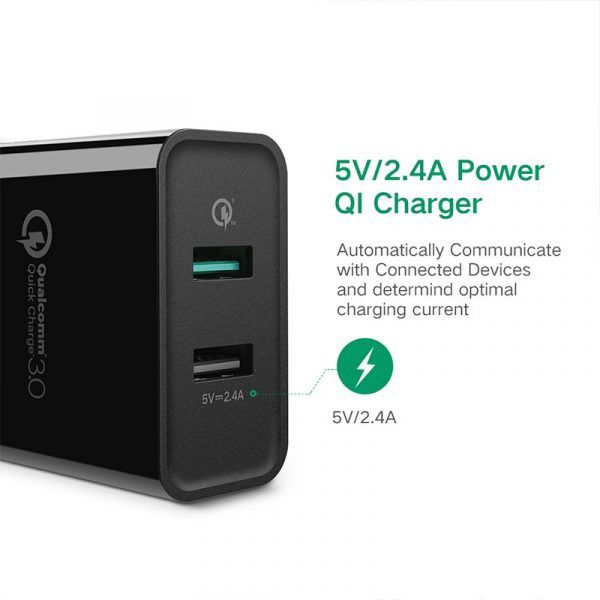 5V/2.4A Power
QI Charger
Automatically Communicate
with Connected Devices
and determind optimal
charging current
5V/2.4A
Qualcomm®
Quick Charge™ 3.0
5V⎓2.4A